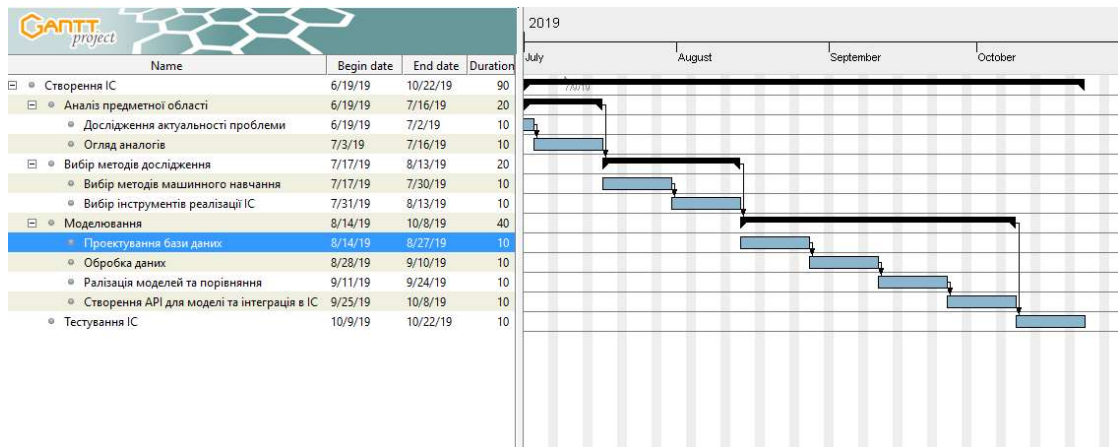 GANTT
project
2019
July August September October
Name Begin date End date Duration
7/9/19
Створення ІС 6/19/19 10/22/19 90
Аналіз предметної області 6/19/19 7/16/19 20
Дослідження актуальності проблеми 6/19/19 7/2/19 10
Огляд аналогів 7/3/19 7/16/19 10
Вибір методів дослідження 7/17/19 8/13/19 20
Вибір методів машинного навчання 7/17/19 7/30/19 10
Вибір інструментів реалізації ІС 7/31/19 8/13/19 10
Моделювання 8/14/19 10/8/19 40
Проектування бази даних 8/14/19 8/27/19 10
Обробка даних 8/28/19 9/10/19 10
Ралізація моделей та порівняння 9/11/19 9/24/19 10
Створення API для моделі та інтеграція в ІС 9/25/19 10/8/19 10
Тестування ІС 10/9/19 10/22/19 10